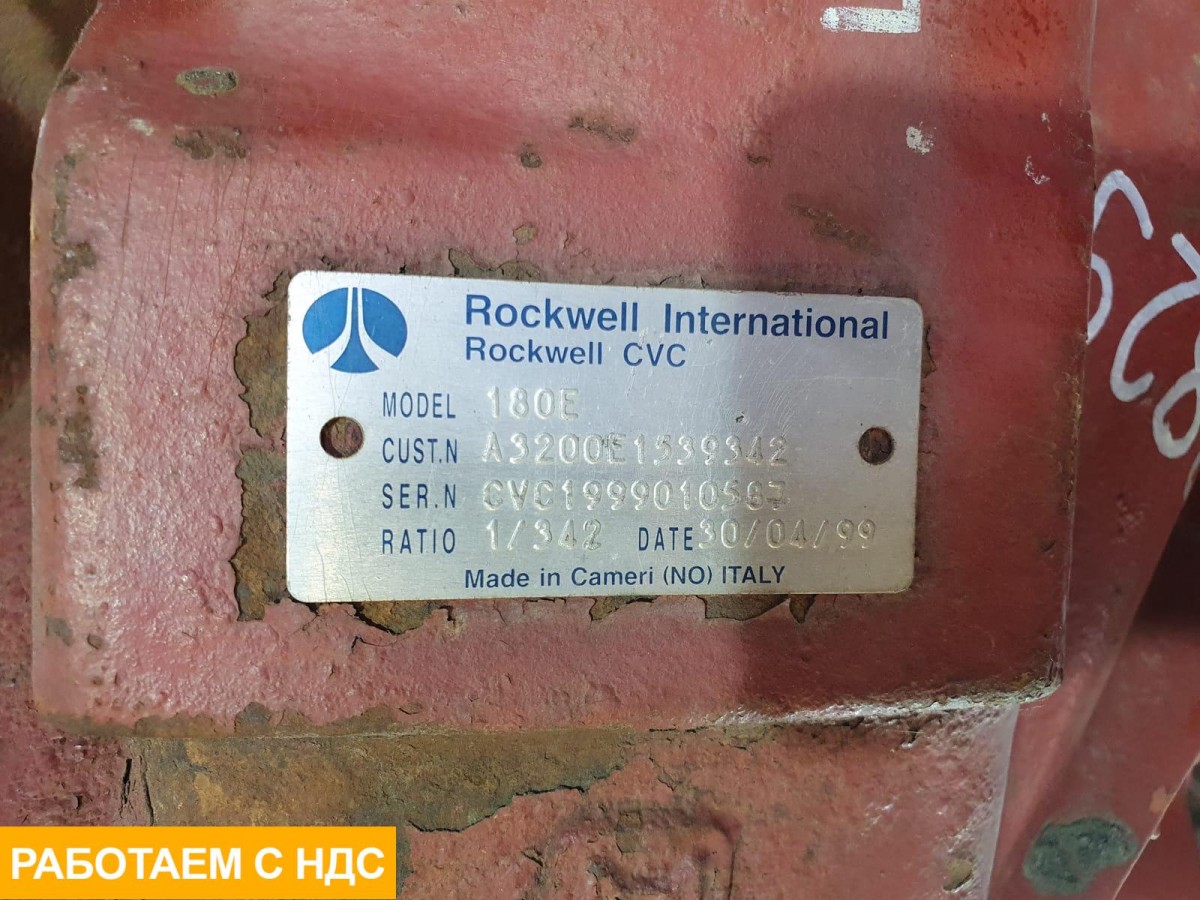 Rockwell International
Rockwell CVC
MODEL 180E
CUST.N A3200E1539342
SER.N
RATIO 1/342 DATE 30/04/99
Made in Cameri (NO) ITALY
РАБОТАЕМ С НДС